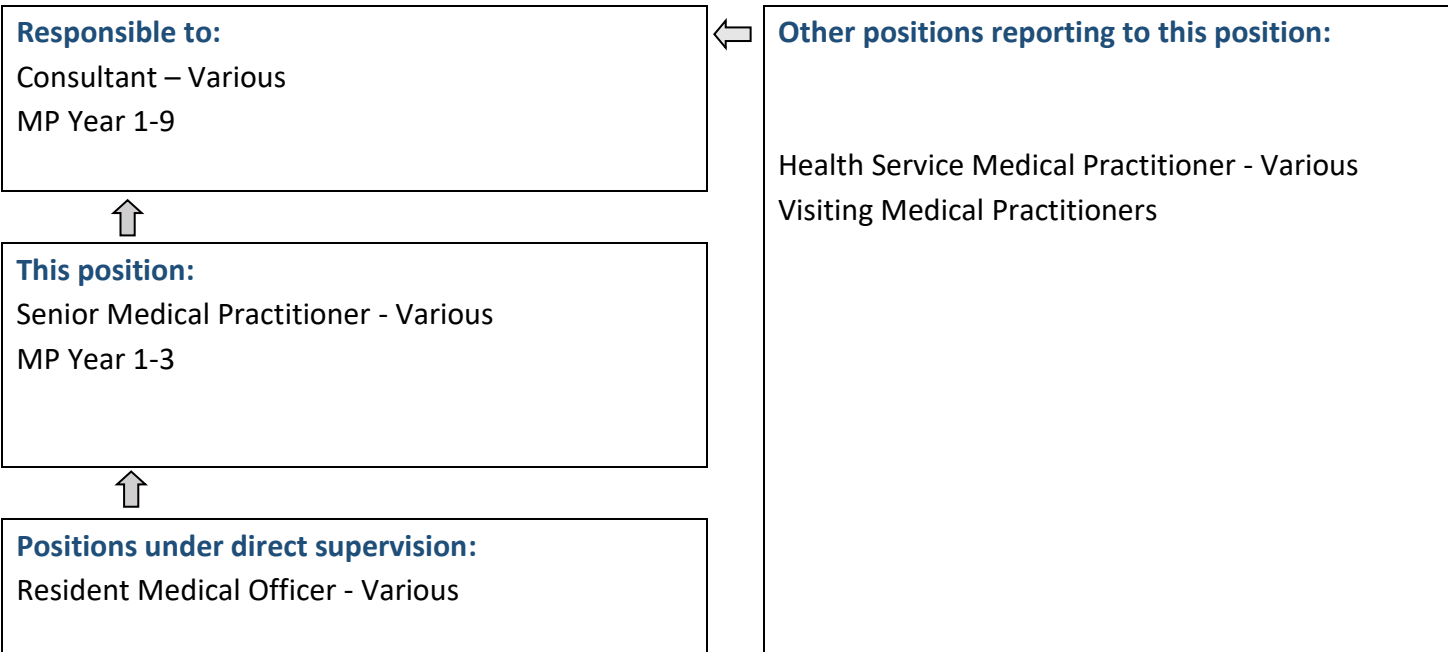 Responsible to:
Consultant – Various
MP Year 1-9
This position:
Senior Medical Practitioner - Various
MP Year 1-3
Positions under direct supervision:
Resident Medical Officer - Various
Other positions reporting to this position:
Health Service Medical Practitioner - Various
Visiting Medical Practitioners